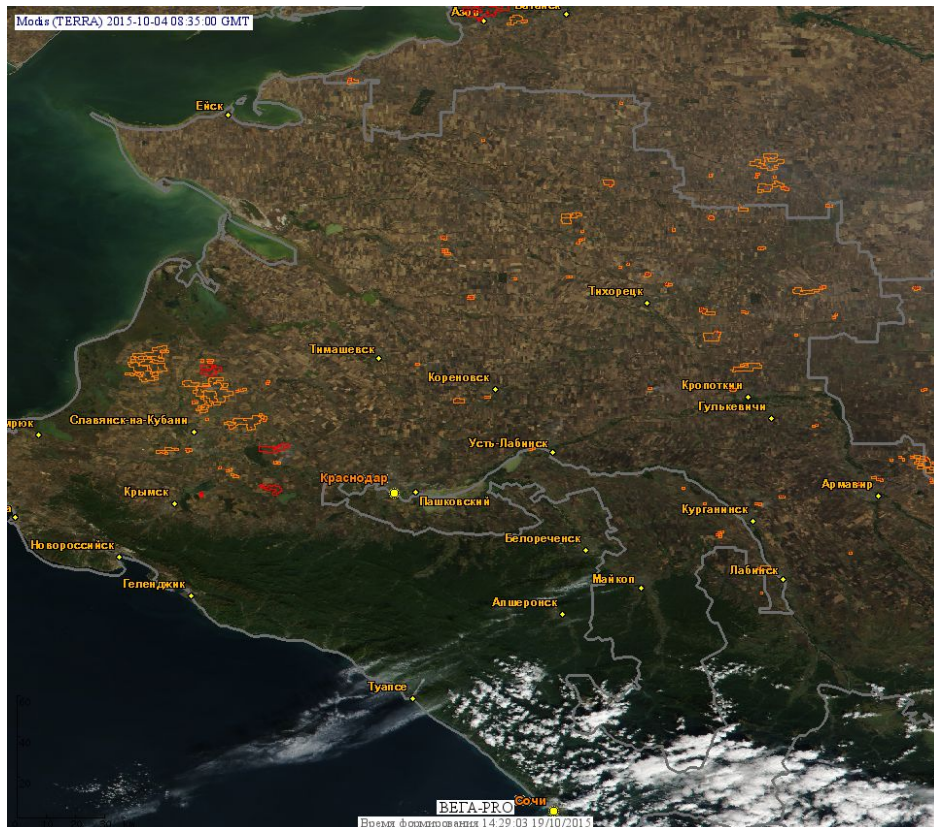 Modis (TERRA) 2015-10-04 08:35:00 GMT
Азов
Ейск
Тихорецк
Тимашевск
Кореновск
Кропоткин
Гулькевичи
Славянск-на-Кубани
Усть-Лабинск
Краснодар
Пашковский
Армавир
Крымск
Курганинск
Новороссийск
Белореченск
Геленджик
Майкоп
Лабинск
Апшеронск
Туапсе
ВЕГА-PRO
Сочи
Время формирования 14:29:03 19/10/2015